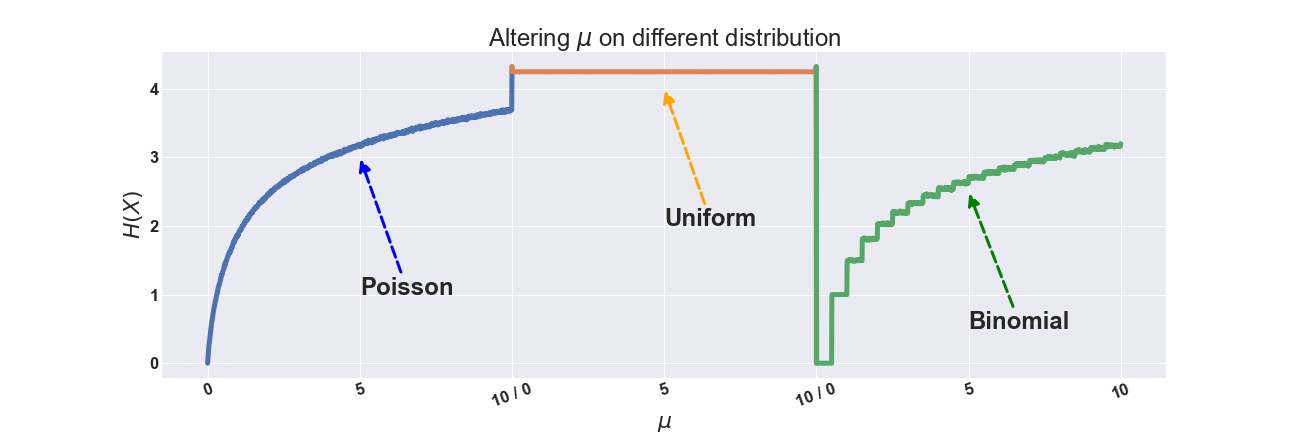 Altering μ on different distribution
H(X)
4
3
2
1
0
Poisson
Uniform
Binomial
0 5 10 / 0 5 10 / 0 5 10
μ